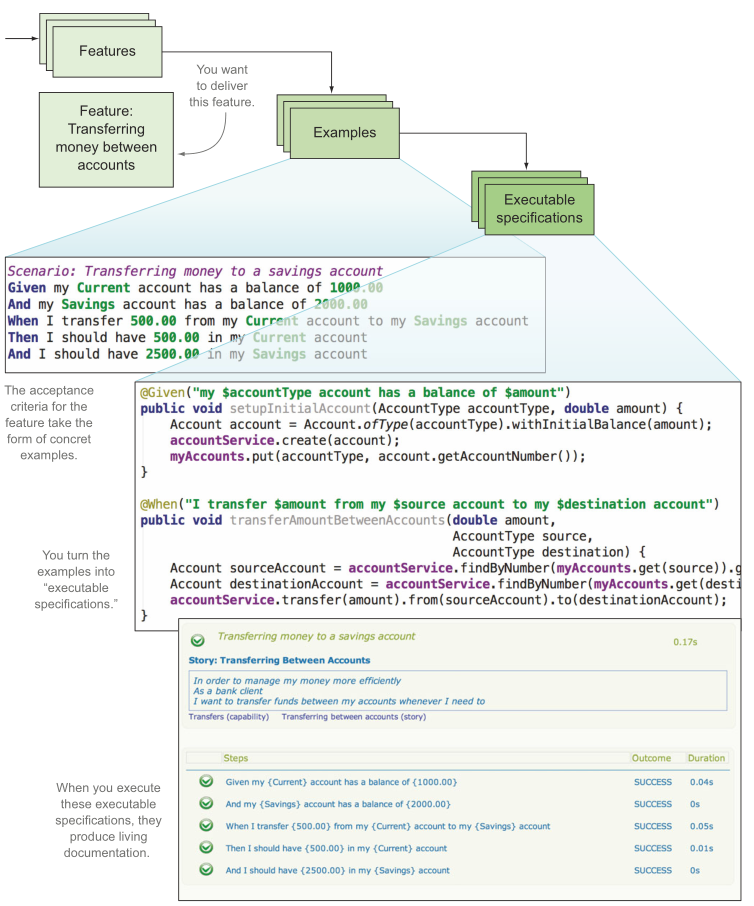 Features
You want
to deliver
this feature.
Feature:
Transferring
money between
accounts
Examples
Executable
specifications
Scenario: Transferring money to a savings account
Given my Current account has a balance of 1000.00
And my Savings account has a balance of 2000.00
When I transfer 500.00 from my Current account to my Savings account
Then I should have 500.00 in my Current account
And I should have 2500.00 in my Savings account
The acceptance
criteria for the
feature take the
form of concret
examples.
@Given("my $accountType account has a balance of $amount")
public void setupInitialAccount(AccountType accountType, double amount) {
Account account = Account.ofType(accountType).withInitialBalance(amount);
accountService.create(account);
myAccounts.put(accountType, account.getAccountNumber());
}
@When("I transfer $amount from my $source account to my $destination account")
public void transferAmountBetweenAccounts(double amount,
AccountType source,
AccountType destination) {
Account sourceAccount = accountService.findByNumber(myAccounts.get(source)).g
Account destinationAccount = accountService.findByNumber(myAccounts.get(desti
accountService.transfer(amount).from(sourceAccount).to(destinationAccount);
}
You turn the
examples into
“executable
specifications.”
Transferring money to a savings account 0.17s
Story: Transferring Between Accounts
In order to manage my money more efficiently
As a bank client
I want to transfer funds between my accounts whenever I need to
Transfers (capability) Transferring between accounts (story)
Steps Outcome Duration
Given my {Current} account has a balance of {1000.00} SUCCESS 0.04s
And my {Savings} account has a balance of {2000.00} SUCCESS 0s
When I transfer {500.00} from my {Current} account to my {Savings} account SUCCESS 0.05s
Then I should have {500.00} in my {Current} account SUCCESS 0.01s
And I should have {2500.00} in my {Savings} account SUCCESS 0s
When you execute
these executable
specifications, they
produce living
documentation.